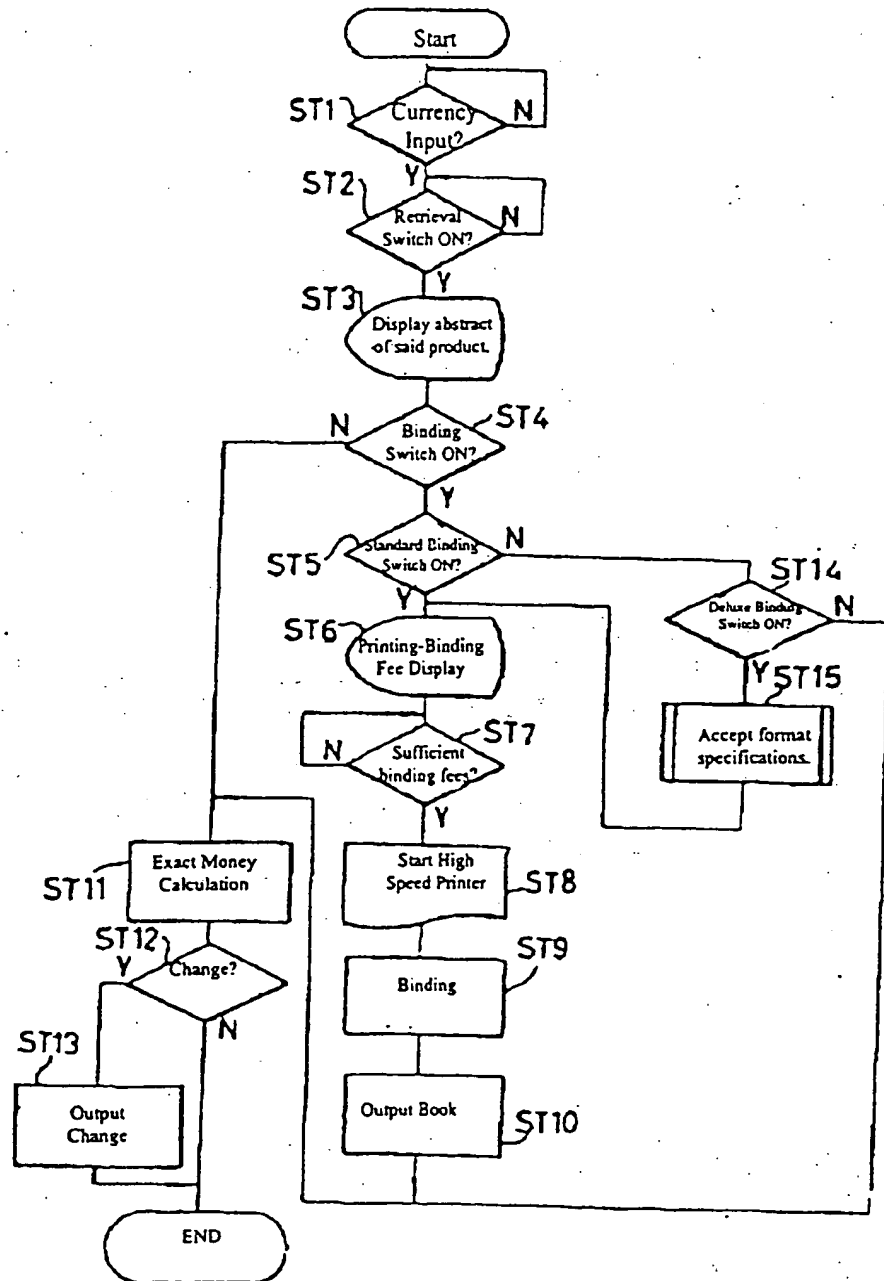 Start
ST1
Currency
Input?
N
Y
ST2
Retrieval
Switch ON?
N
Y
ST3
Display abstract
of said product.
N
Binding
Switch ON?
ST4
Y
ST5
Standard Binding
Switch ON?
N
Y
ST14
Deluxe Binding
Switch ON?
N
Y
ST15
Accept format
specifications.
ST6
Printing-Binding
Fee Display
ST7
N
Sufficient
binding fees?
Y
ST11
Exact Money
Calculation
Start High
Speed Printer
ST8
ST12
Y
Change?
N
ST9
Binding
ST13
Output
Change
Output Book
ST10
END